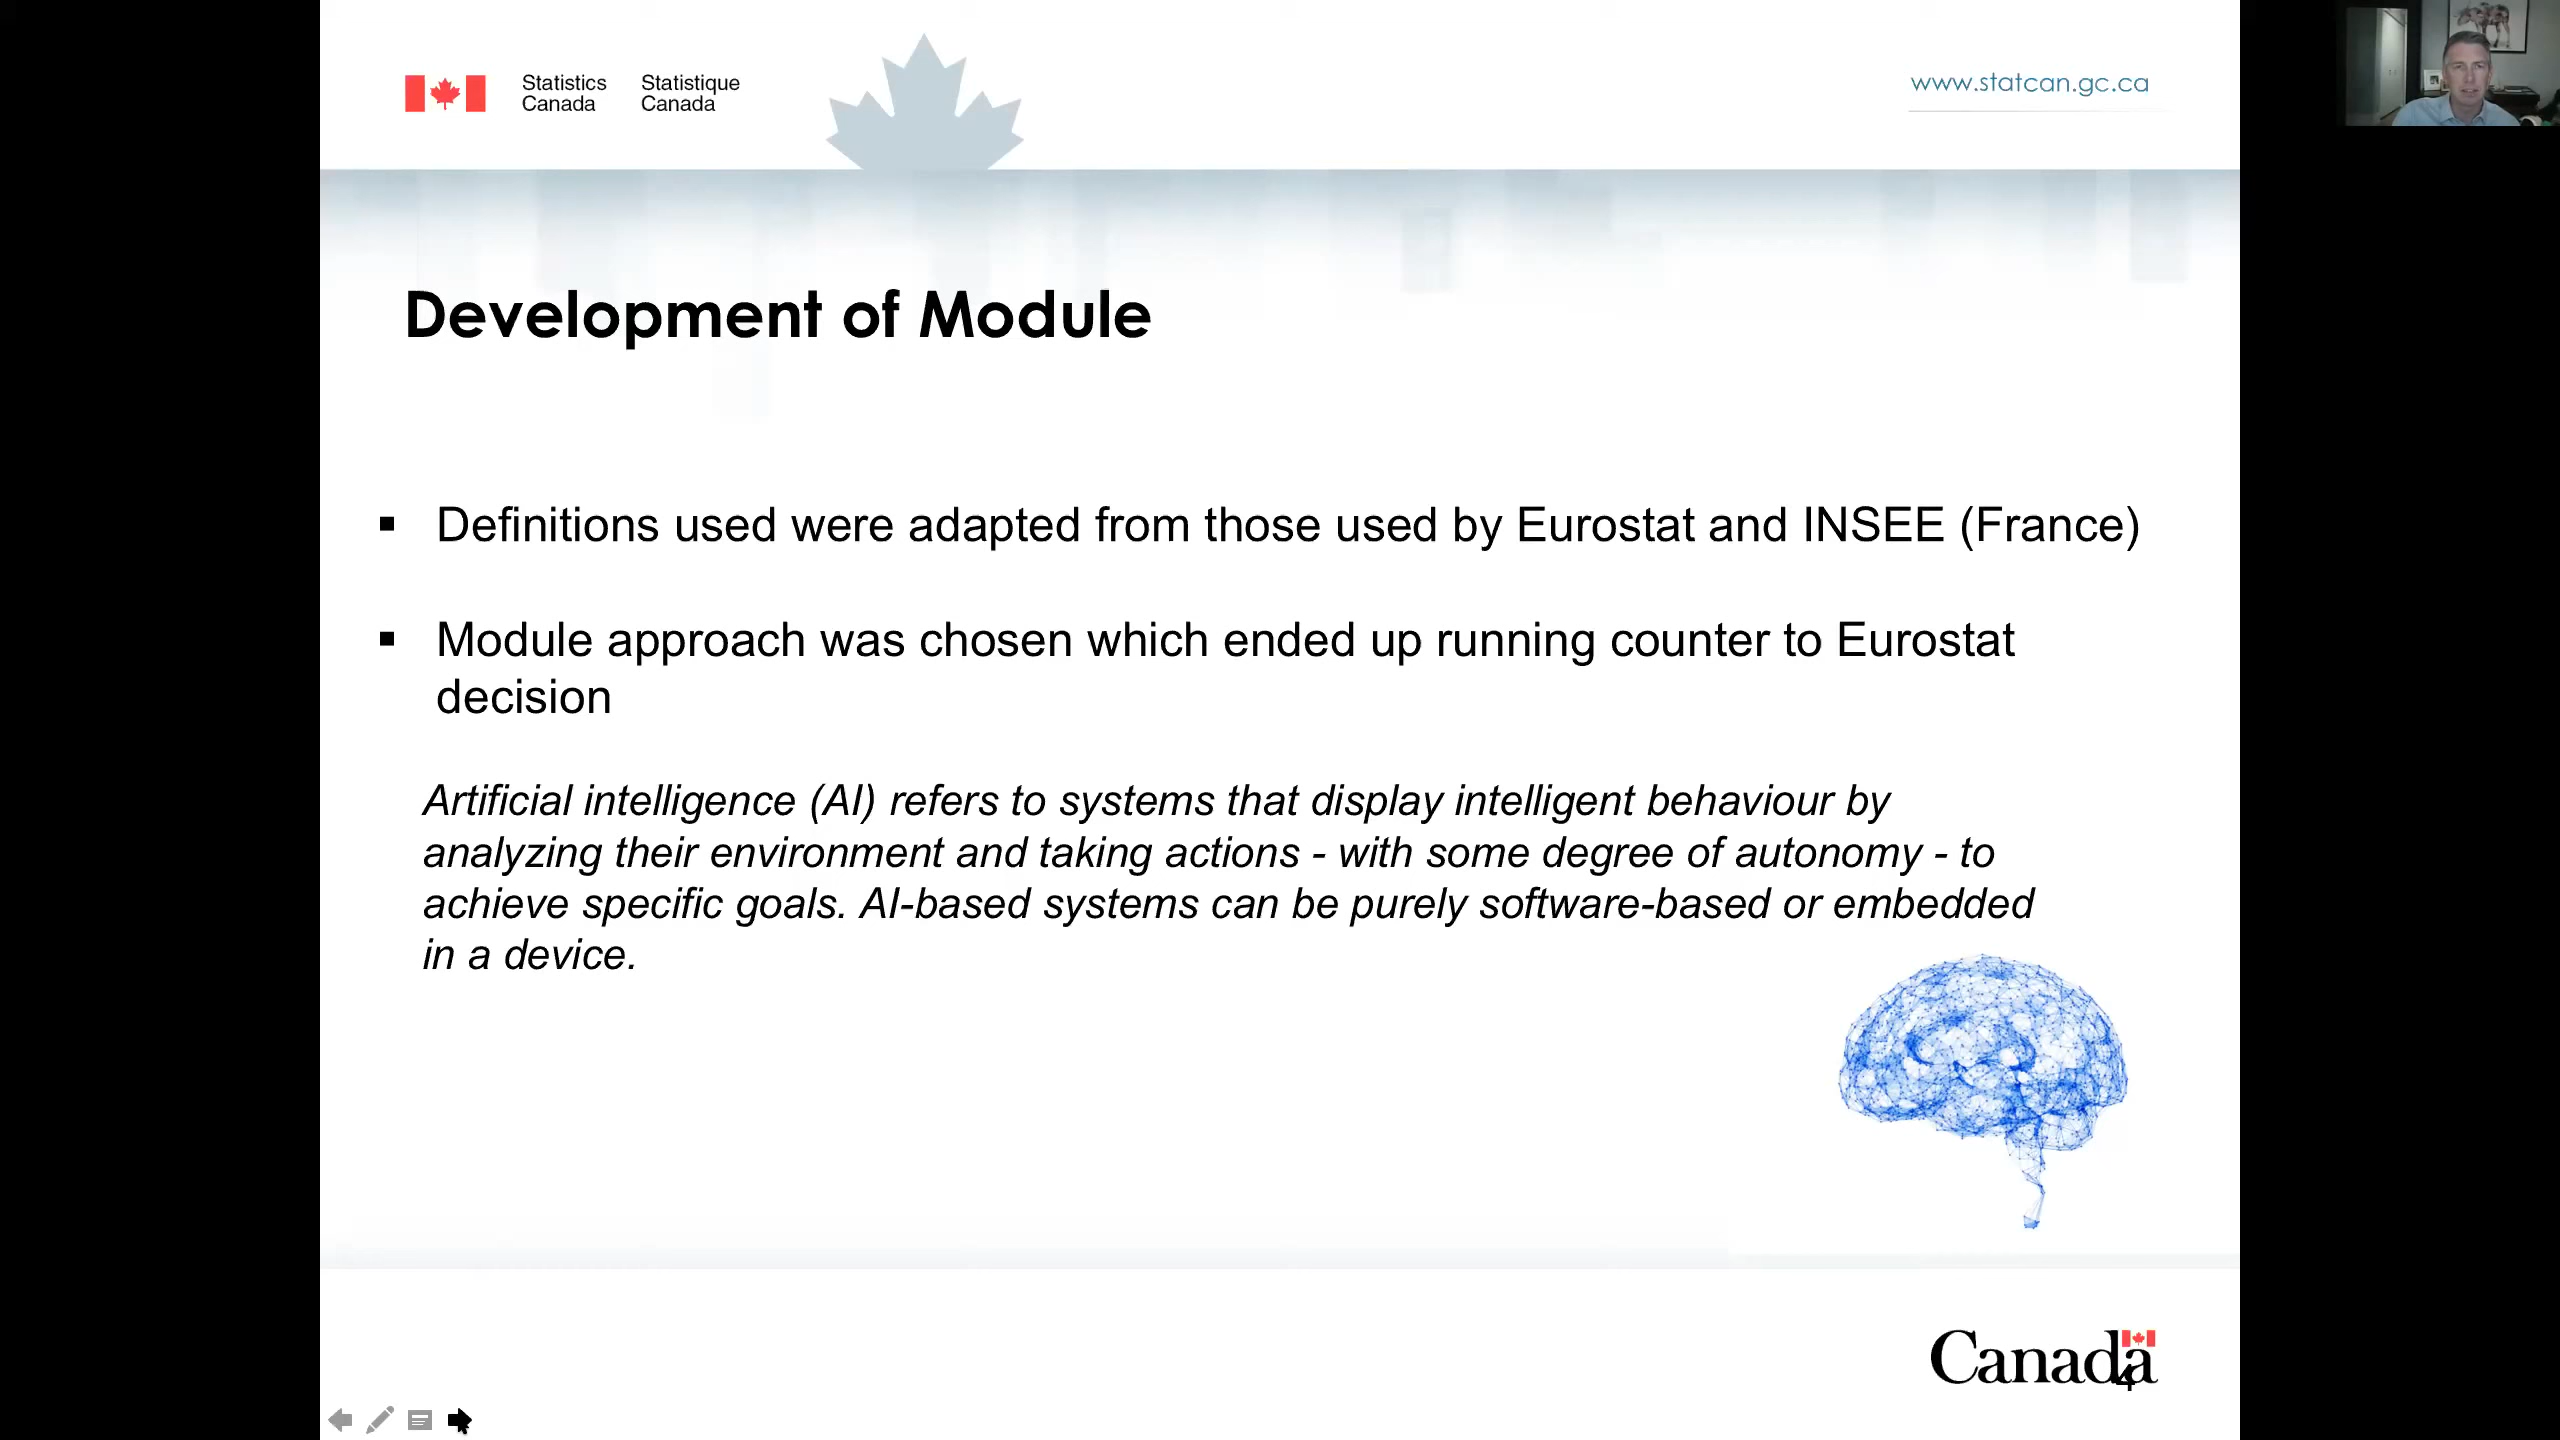 Statistics Canada
Statistique Canada
www.statcan.gc.ca
Development of Module
▪ Definitions used were adapted from those used by Eurostat and INSEE (France)
▪ Module approach was chosen which ended up running counter to Eurostat
decision
Artificial intelligence (AI) refers to systems that display intelligent behaviour by
analyzing their environment and taking actions - with some degree of autonomy - to
achieve specific goals. AI-based systems can be purely software-based or embedded
in a device.
Canada
4